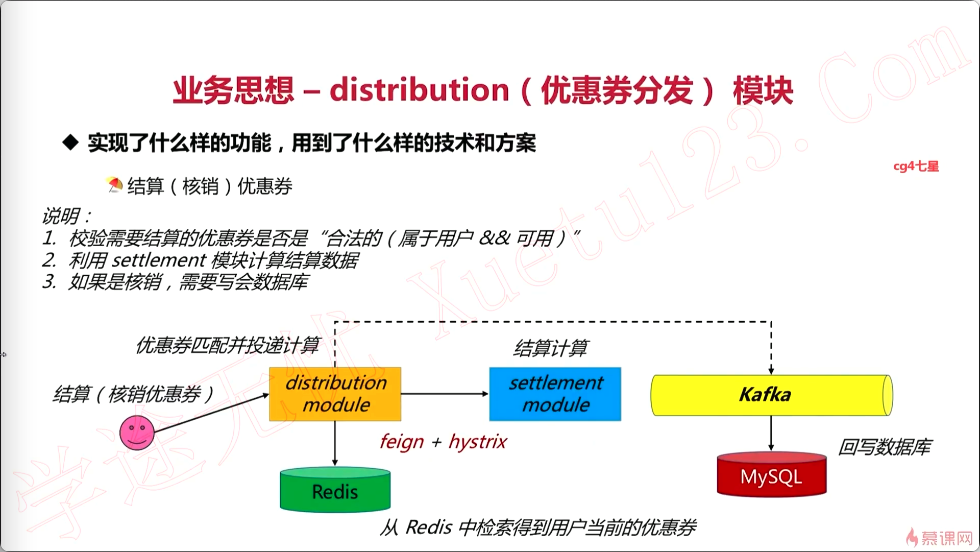 业务思想 – distribution（优惠券分发） 模块
◆ 实现了什么样的功能，用到了什么样的技术和方案
cg4七星
结算（核销）优惠券
说明：
1. 校验需要结算的优惠券是否是“合法的（属于用户 && 可用）”
2. 利用 settlement 模块计算结算数据
3. 如果是核销，需要写会数据库
优惠券匹配并投递计算
结算计算
结算（核销优惠券）
distribution
module
settlement
module
Kafka
feign + hystrix
回写数据库
Redis
MySQL
从 Redis 中检索得到用户当前的优惠券
学途无忧 Xuetu123.Com
慕课网